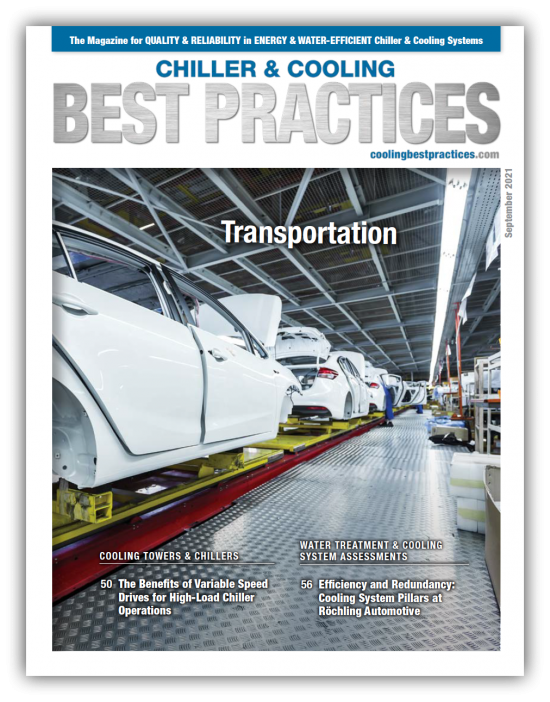 The Magazine for QUALITY & RELIABILITY in ENERGY & WATER-EFFICIENT Chiller & Cooling Systems
CHILLER & COOLING
BEST PRACTICES
coolingbestpractices.com
September 2021
Transportation
COOLING TOWERS & CHILLERS
50 The Benefits of Variable Speed
Drives for High-Load Chiller
Operations
WATER TREATMENT & COOLING
SYSTEM ASSESSMENTS
56 Efficiency and Redundancy:
Cooling System Pillars at
Röchling Automotive